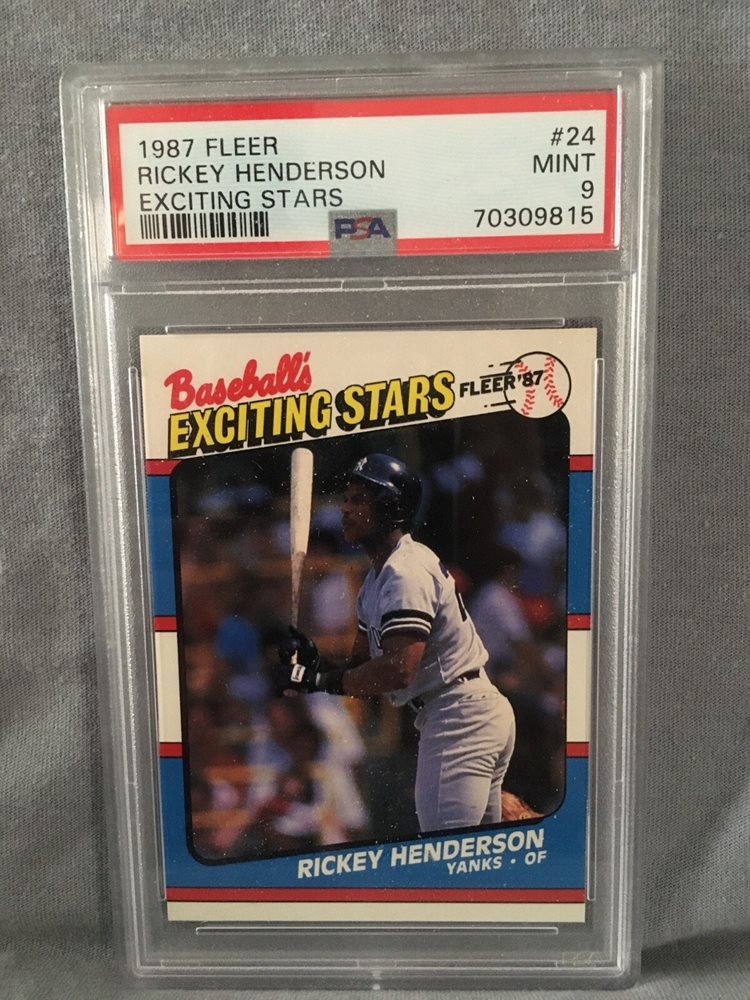 1987 FLEER #24
RICKEY HENDERSON MINT
EXCITING STARS 9
PSA 70309815
Baseball's
EXCITING STARS FLEER '87
RICKEY HENDERSON
YANKS • OF